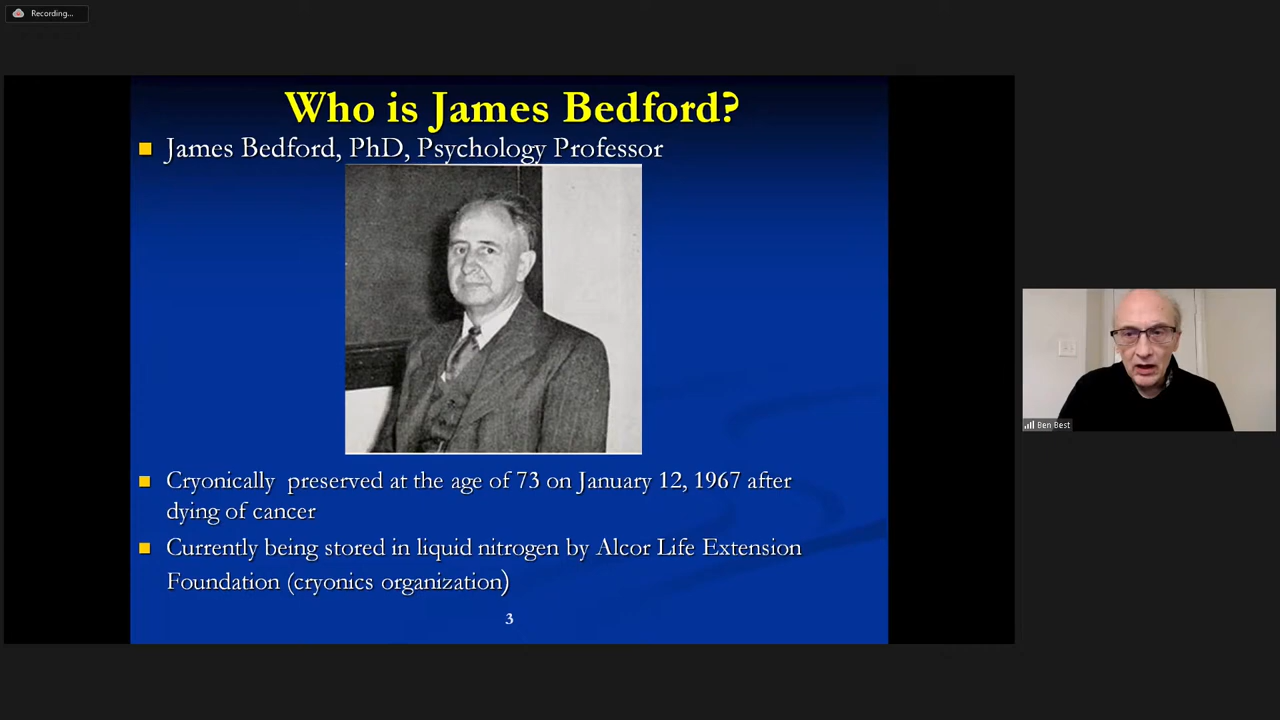 Recording...
Who is James Bedford?
James Bedford, PhD, Psychology Professor
Cryonically preserved at the age of 73 on January 12, 1967 after
dying of cancer
Currently being stored in liquid nitrogen by Alcor Life Extension
Foundation (cryonics organization)
3
Ben Best